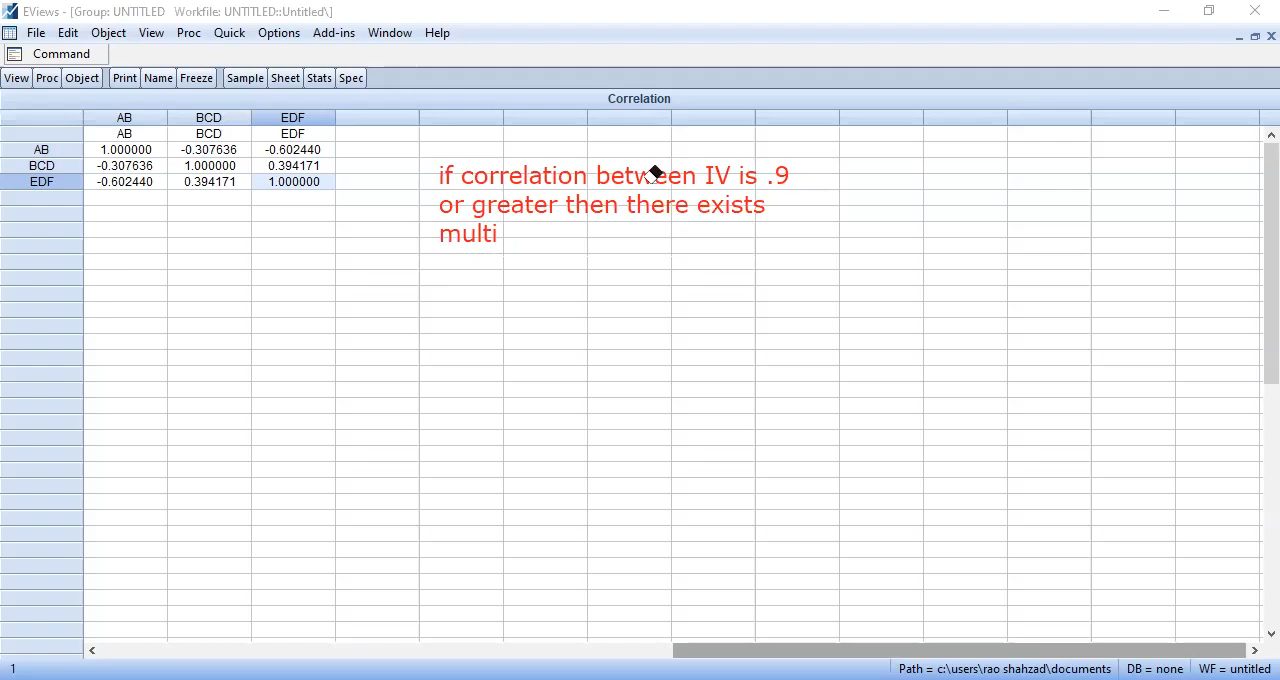 EViews - [Group: UNTITLED Workfile: UNTITLED::Untitled\]
File Edit Object View Proc Quick Options Add-ins Window Help
Command
View Proc Object Print Name Freeze Sample Sheet Stats Spec
Correlation
AB BCD EDF
AB BCD EDF
AB 1.000000 -0.307636 -0.602440
BCD -0.307636 1.000000 0.394171
EDF -0.602440 0.394171 1.000000
if correlation between IV is .9
or greater then there exists
multi
1 Path = c:\users\rao shahzad\documents DB = none WF = untitled